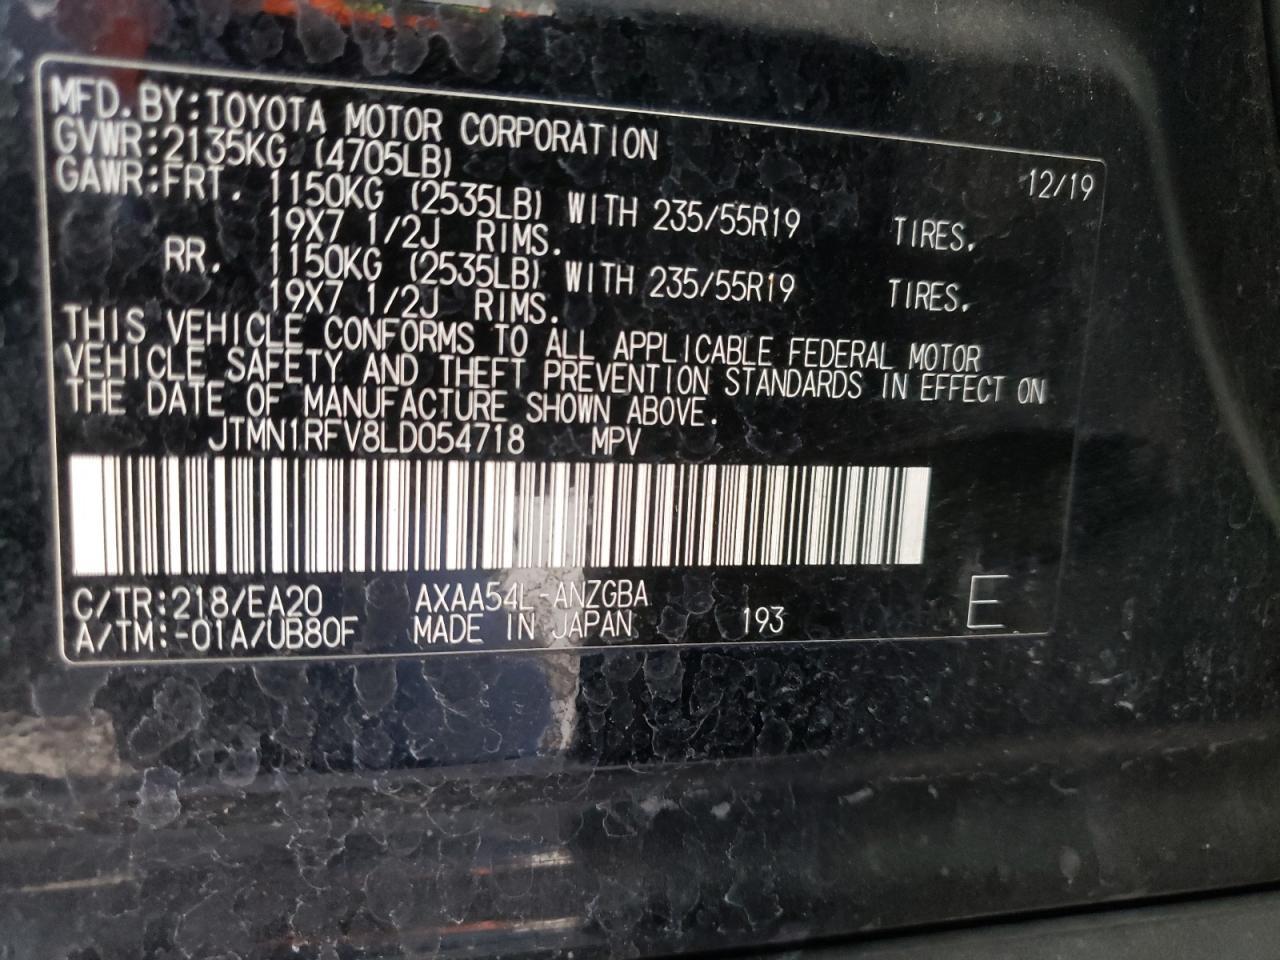 MFD.BY:TOYOTA MOTOR CORPORATION 12/19
GVWR:2135KG (4705LB)
GAWR:FRT. 1150KG (2535LB) WITH 235/55R19 TIRES.
19X7 1/2J RIMS.
RR. 1150KG (2535LB) WITH 235/55R19 TIRES.
19X7 1/2J RIMS.
THIS VEHICLE CONFORMS TO ALL APPLICABLE FEDERAL MOTOR
VEHICLE SAFETY AND THEFT PREVENTION STANDARDS IN EFFECT ON
THE DATE OF MANUFACTURE SHOWN ABOVE.
JTMN1RFV8LD054718 MPV
C/TR:218/EA20 AXAA54L-ANZGBA
A/TM:-01A/UB80F MADE IN JAPAN 193 E